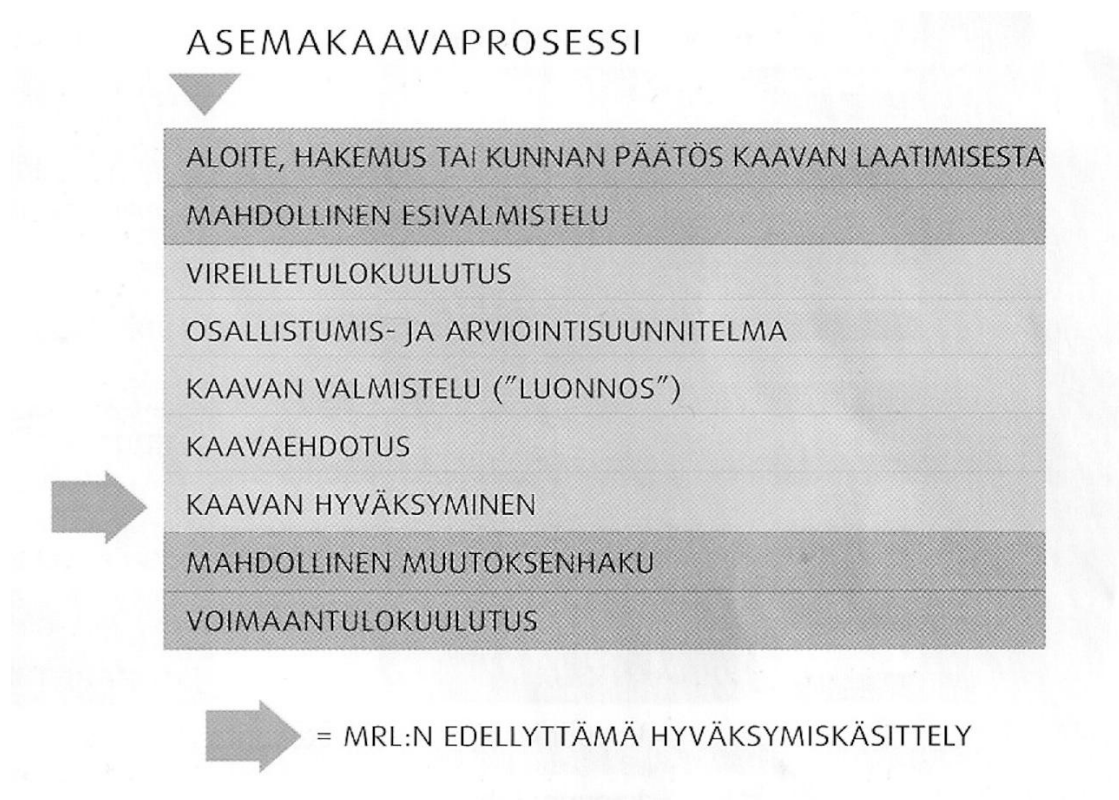 ASEMAKAAVAPROSESSI
ALOITE, HAKEMUS TAI KUNNAN PÄÄTÖS KAAVAN LAATIMISESTA
MAHDOLLINEN ESIVALMISTELU
VIREILLETULOKUULUTUS
OSALLISTUMIS- JA ARVIOINTISUUNNITELMA
KAAVAN VALMISTELU ("LUONNOS")
KAAVAEHDOTUS
KAAVAN HYVÄKSYMINEN
MAHDOLLINEN MUUTOKSENHAKU
VOIMAANTULOKUULUTUS
= MRL:N EDELLYTTÄMÄ HYVÄKSYMISKÄSITTELY